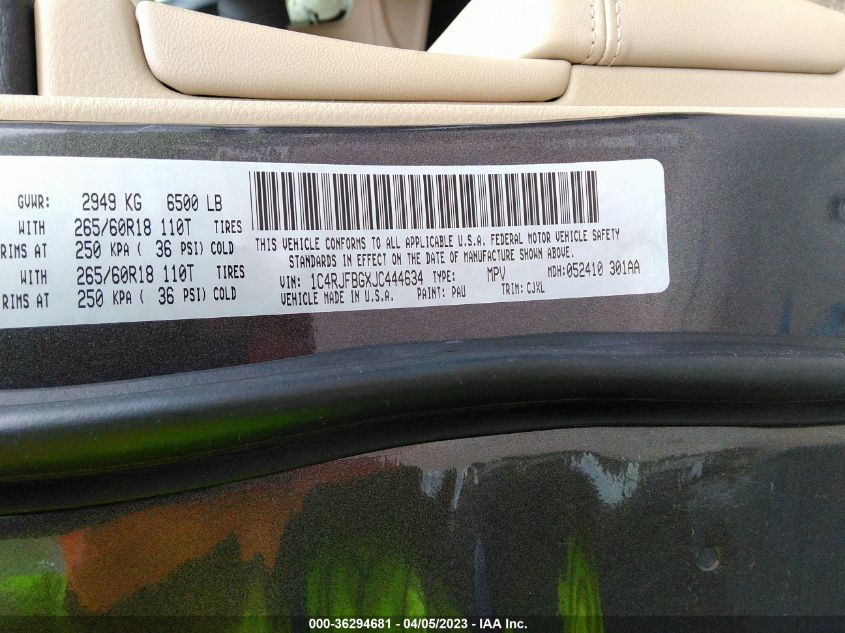 GVWR: 2949 KG 6500 LB
WITH 265/60R18 110T TIRES
RIMS AT 250 KPA ( 36 PSI) COLD
WITH 265/60R18 110T TIRES
RIMS AT 250 KPA ( 36 PSI) COLD
THIS VEHICLE CONFORMS TO ALL APPLICABLE U.S.A. FEDERAL MOTOR VEHICLE SAFETY
STANDARDS IN EFFECT ON THE DATE OF MANUFACTURE SHOWN ABOVE.
VIN: 1C4RJFBGXJC444634 TYPE: MPV MDH: 052410 301AA
VEHICLE MADE IN U.S.A. PAINT: PAU TRIM: CJXL
000-36294681 - 04/05/2023 - IAA Inc.